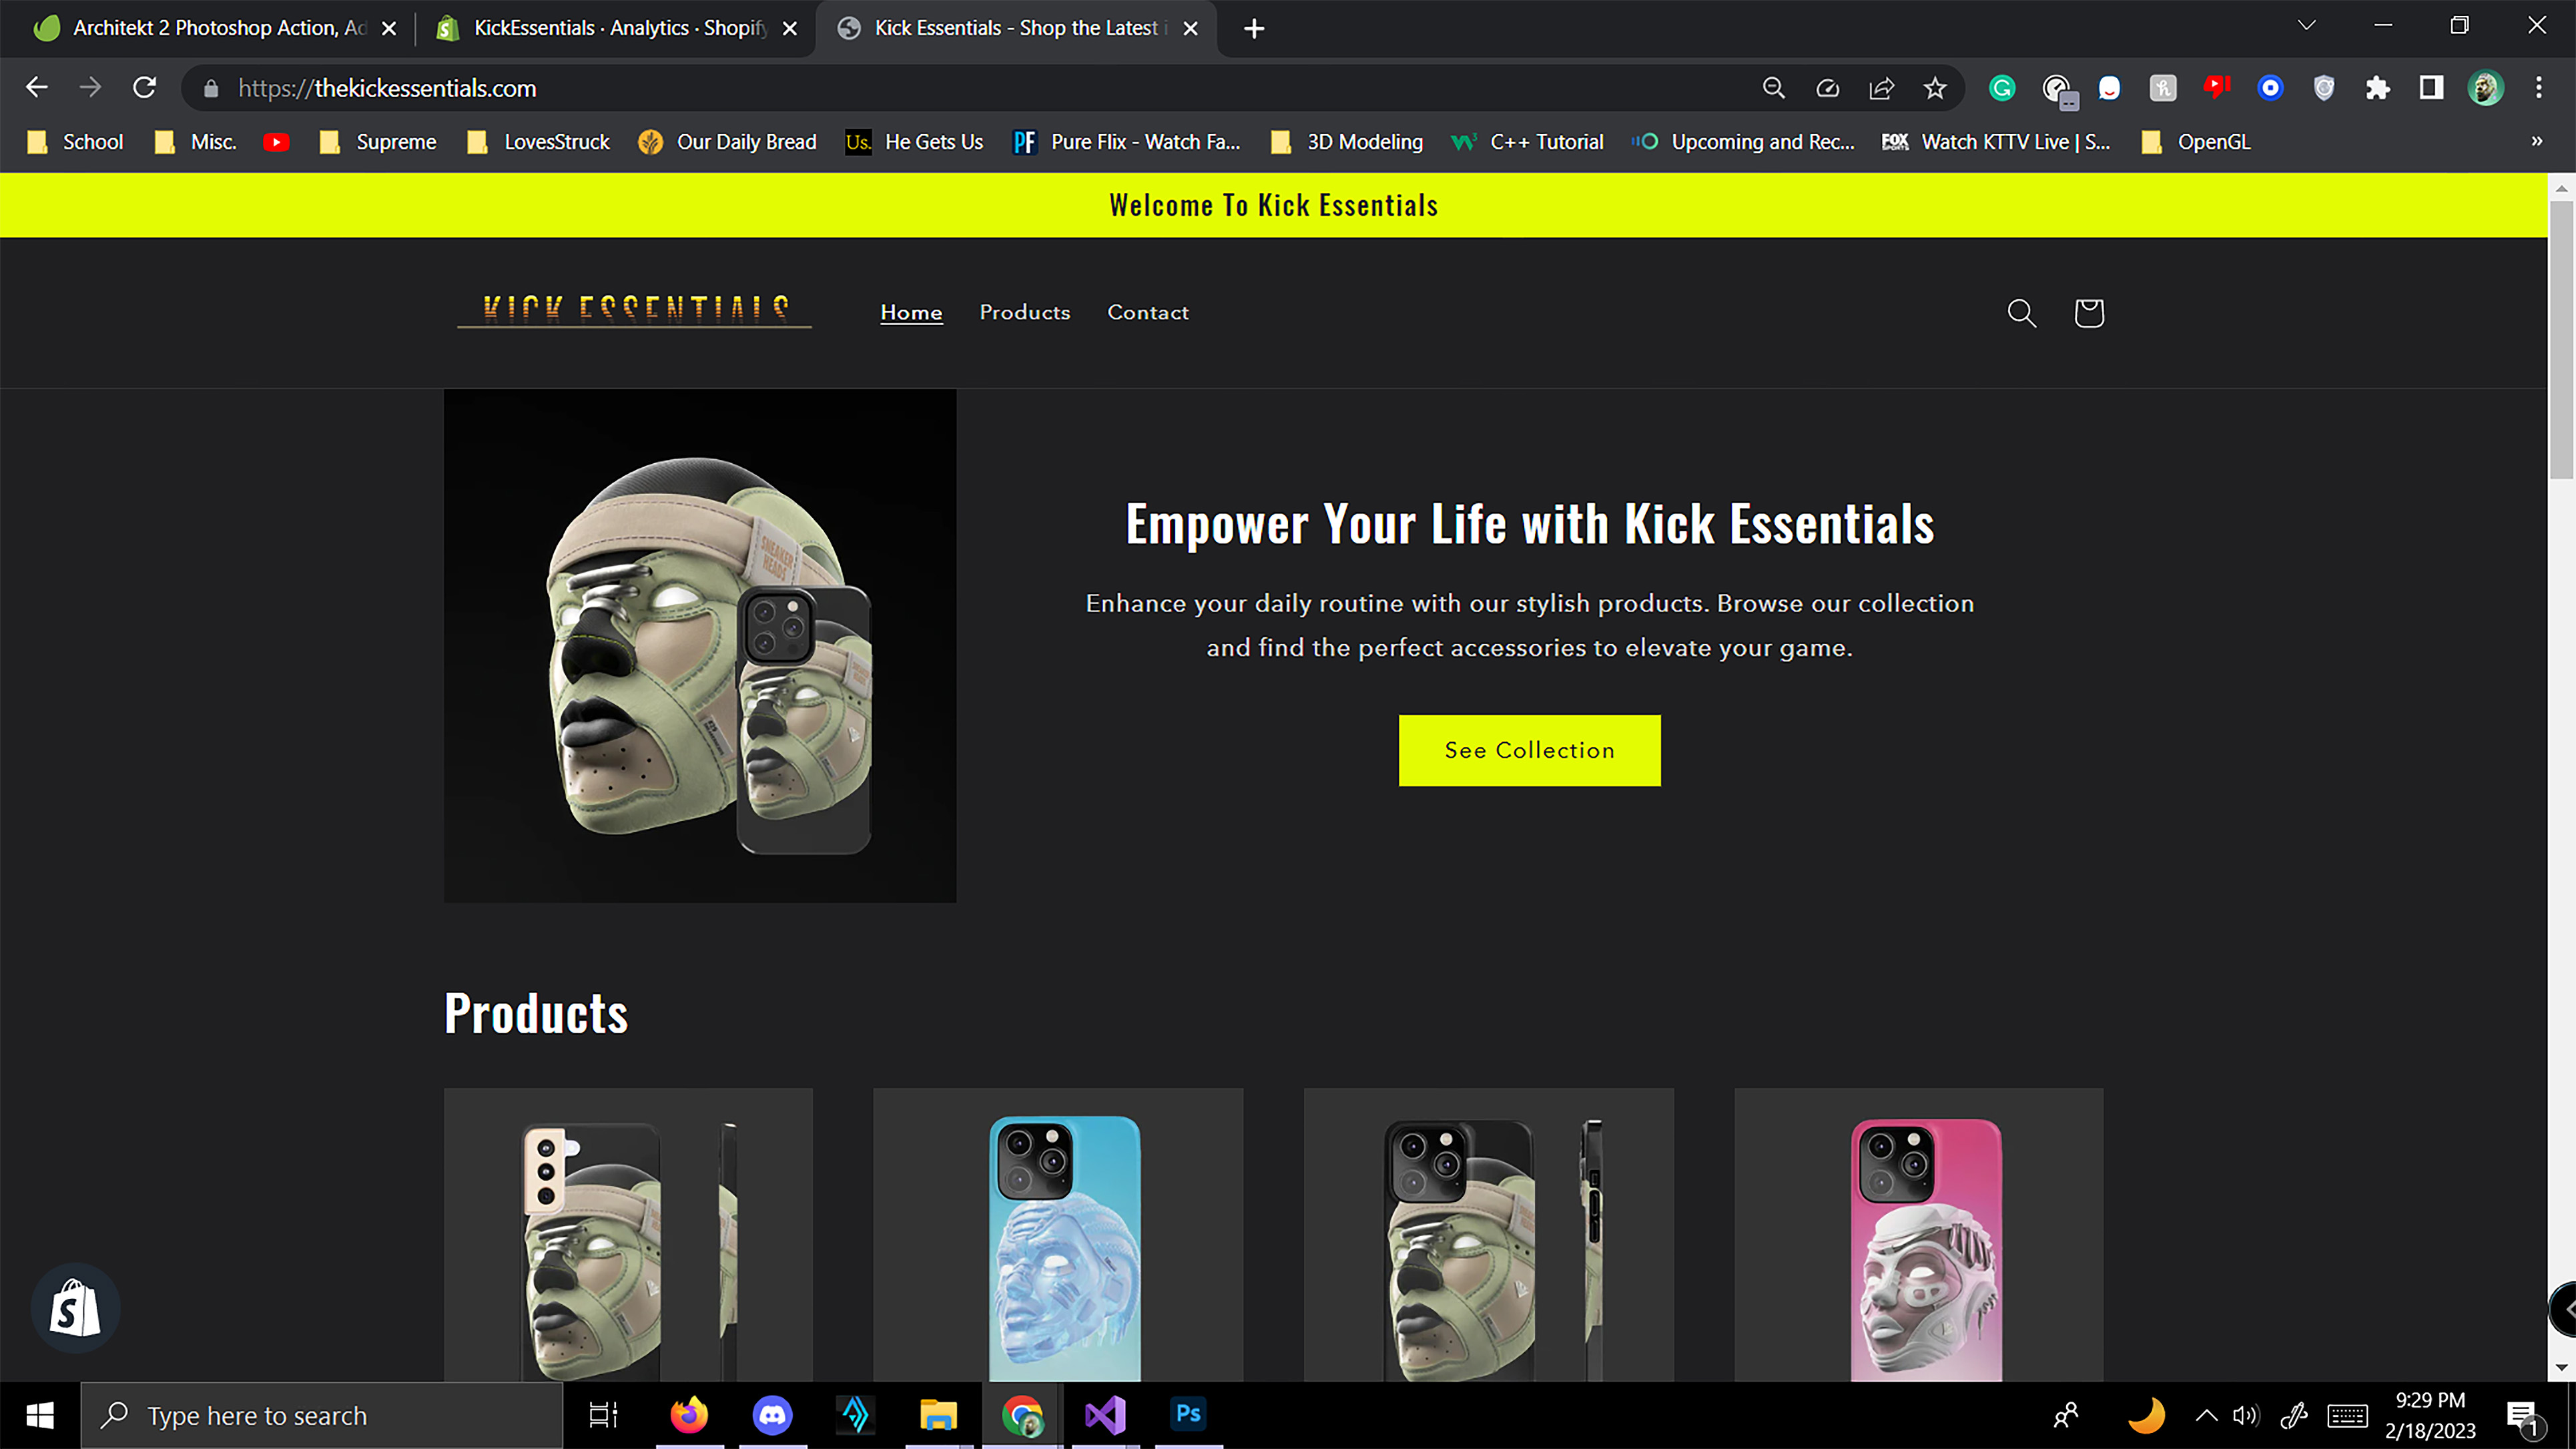 Architekt 2 Photoshop Action, Ad
KickEssentials · Analytics · Shopify
Kick Essentials - Shop the Latest i
https://thekickessentials.com
School
Misc.
Supreme
LovesStruck
Our Daily Bread
Us.
He Gets Us
PF
Pure Flix - Watch Fa...
3D Modeling
C++ Tutorial
Upcoming and Rec...
FOX SPORTS
Watch KTTV Live | S...
OpenGL
Welcome To Kick Essentials
KICK ESSENTIALS
Home
Products
Contact
SNEAKER
HEADS
Empower Your Life with Kick Essentials
Enhance your daily routine with our stylish products. Browse our collection
and find the perfect accessories to elevate your game.
See Collection
Products
Type here to search
Ps
9:29 PM
2/18/2023
1